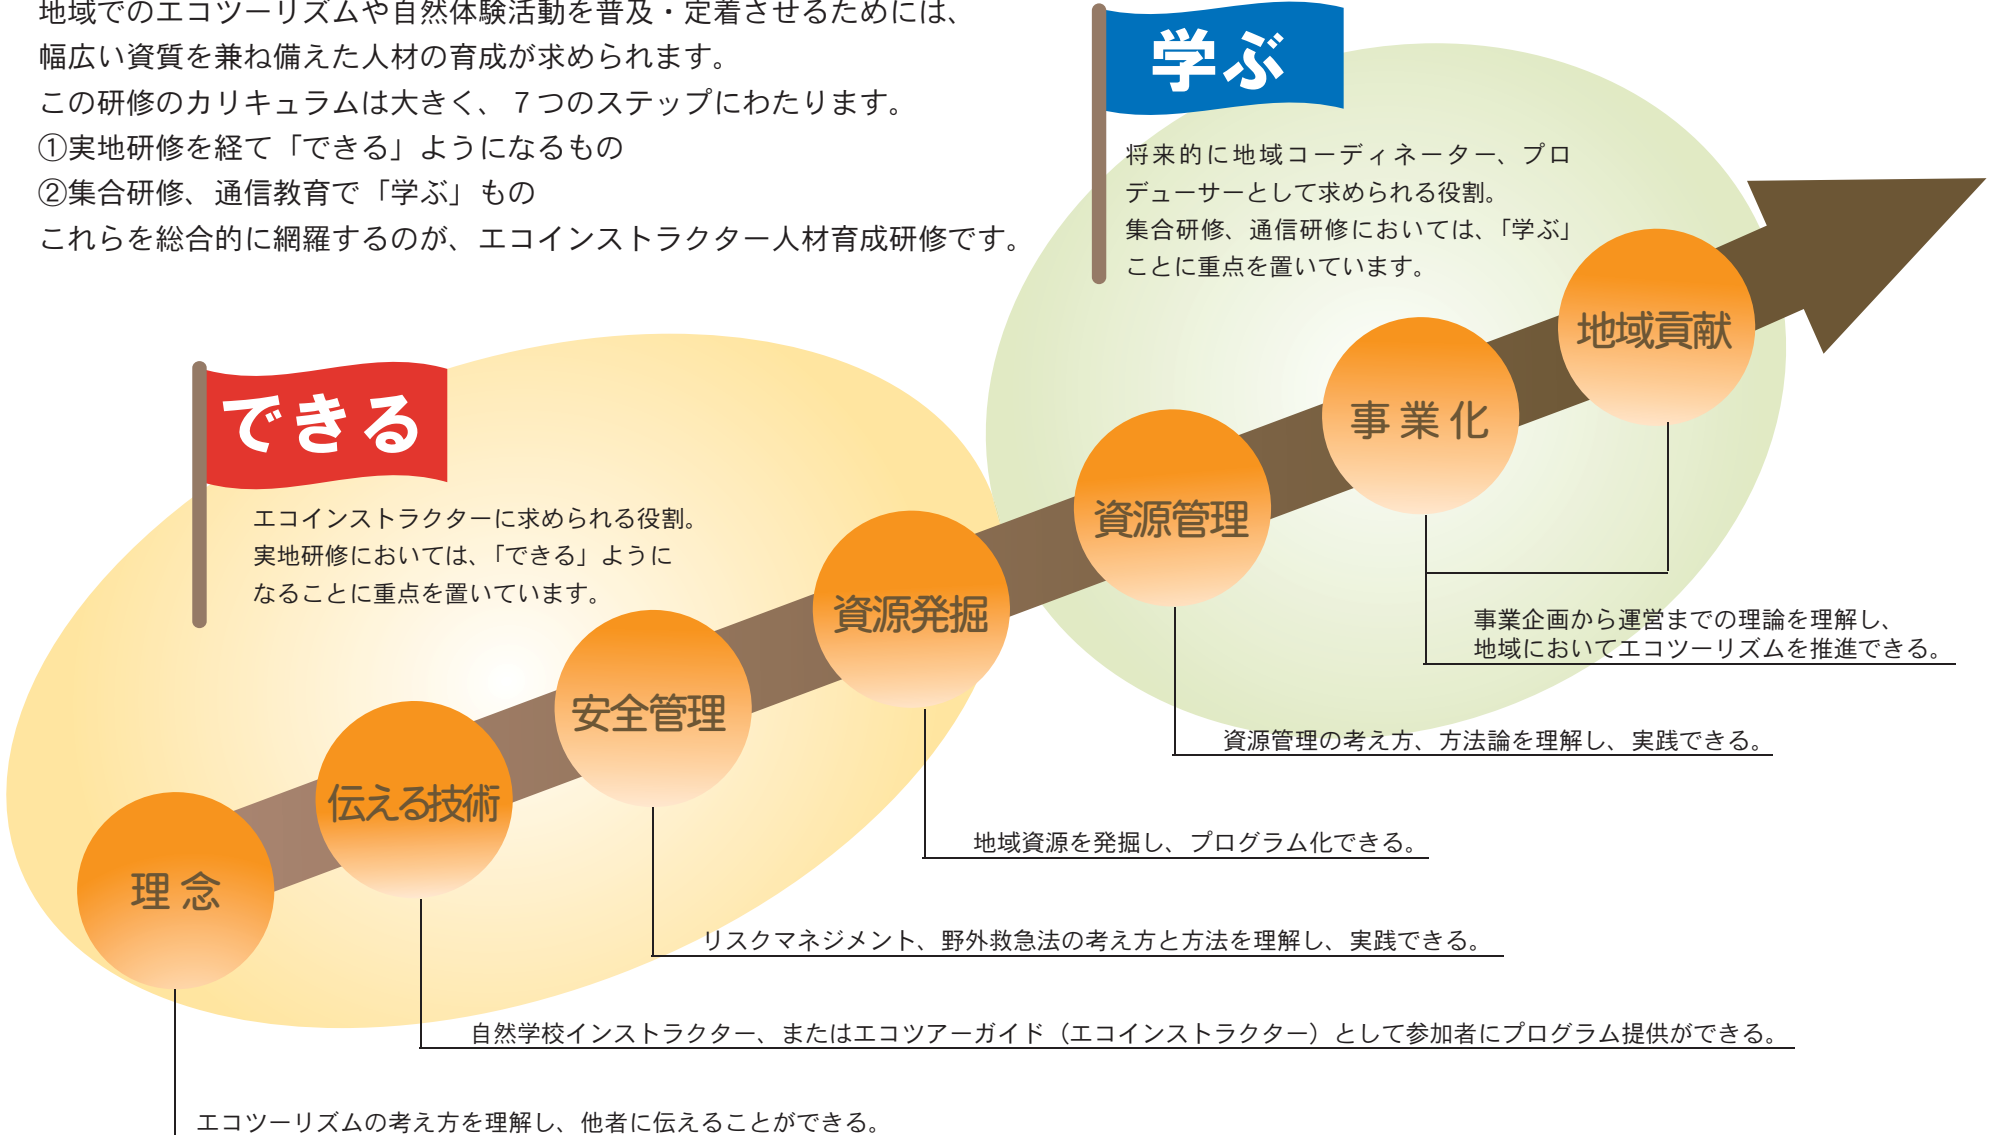 地域でのエコツーリズムや自然体験活動を普及・定着させるためには、
幅広い資質を兼ね備えた人材の育成が求められます。
この研修のカリキュラムは大きく、７つのステップにわたります。
①実地研修を経て「できる」ようになるもの
②集合研修、通信教育で「学ぶ」もの
これらを総合的に網羅するのが、エコインストラクター人材育成研修です。
学ぶ
将来的に地域コーディネーター、プロ
デューサーとして求められる役割。
集合研修、通信研修においては、「学ぶ」
ことに重点を置いています。
できる
エコインストラクターに求められる役割。
実地研修においては、「できる」ように
なることに重点を置いています。
地域貢献
事業化
資源管理
資源発掘
安全管理
伝える技術
理念
事業企画から運営までの理論を理解し、
地域においてエコツーリズムを推進できる。
資源管理の考え方、方法論を理解し、実践できる。
地域資源を発掘し、プログラム化できる。
リスクマネジメント、野外救急法の考え方と方法を理解し、実践できる。
自然学校インストラクター、またはエコツアーガイド（エコインストラクター）として参加者にプログラム提供ができる。
エコツーリズムの考え方を理解し、他者に伝えることができる。